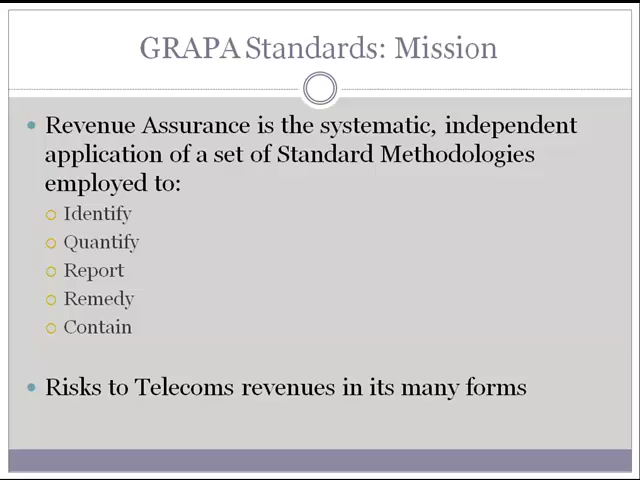 GRAPA Standards: Mission
Revenue Assurance is the systematic, independent
application of a set of Standard Methodologies
employed to:
Identify
Quantify
Report
Remedy
Contain
Risks to Telecoms revenues in its many forms